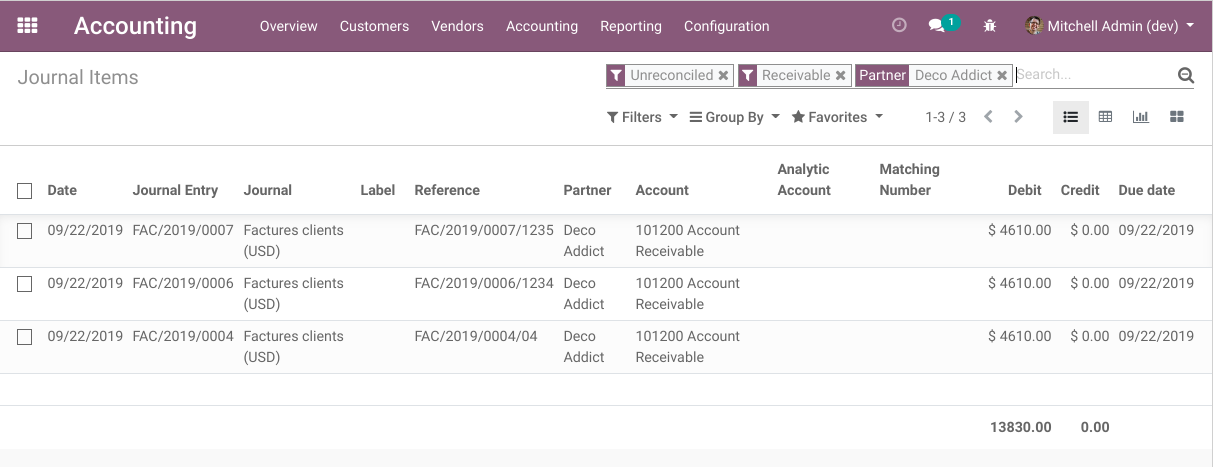 Accounting Overview Customers Vendors Accounting Reporting Configuration 1 Mitchell Admin (dev)
Journal Items Unreconciled Receivable Partner Deco Addict Search...
Filters Group By Favorites 1-3 / 3
Analytic Matching
Date Journal Entry Journal Label Reference Partner Account Account Number Debit Credit Due date
09/22/2019 FAC/2019/0007 Factures clients FAC/2019/0007/1235 Deco 101200 Account $ 4610.00 $ 0.00 09/22/2019
(USD) Addict Receivable
09/22/2019 FAC/2019/0006 Factures clients FAC/2019/0006/1234 Deco 101200 Account $ 4610.00 $ 0.00 09/22/2019
(USD) Addict Receivable
09/22/2019 FAC/2019/0004 Factures clients FAC/2019/0004/04 Deco 101200 Account $ 4610.00 $ 0.00 09/22/2019
(USD) Addict Receivable
13830.00 0.00